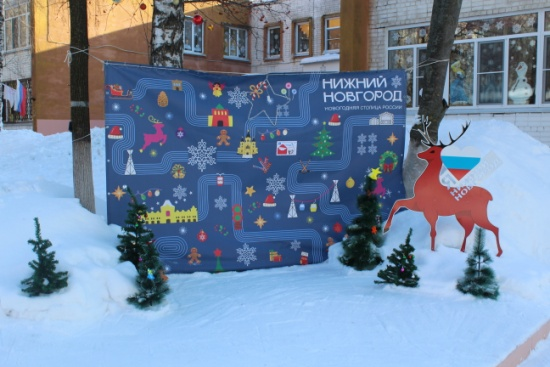 НИЖНИЙ
НОВГОРОД
НОВОГОДНЯЯ СТОЛИЦА РОССИИ